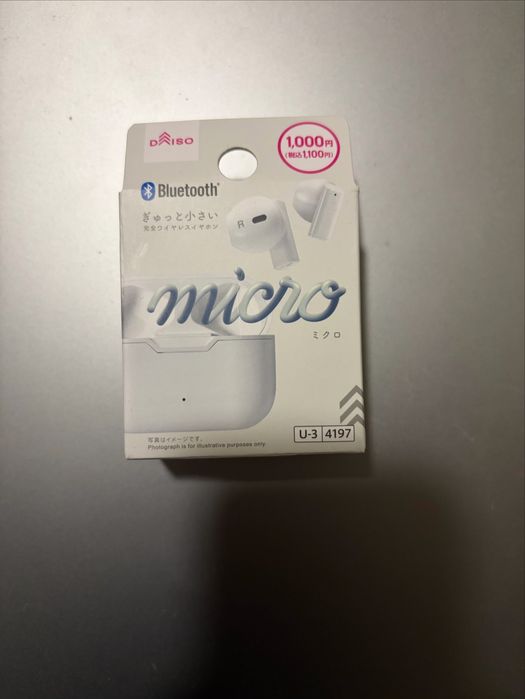 DAISO
1,000円
(税込1,100円)
Bluetooth®
ぎゅっと小さい
完全ワイヤレスイヤホン
R
micro
ミクロ
写真はイメージです。
Photograph is for illustrative purposes only.
U-3 4197